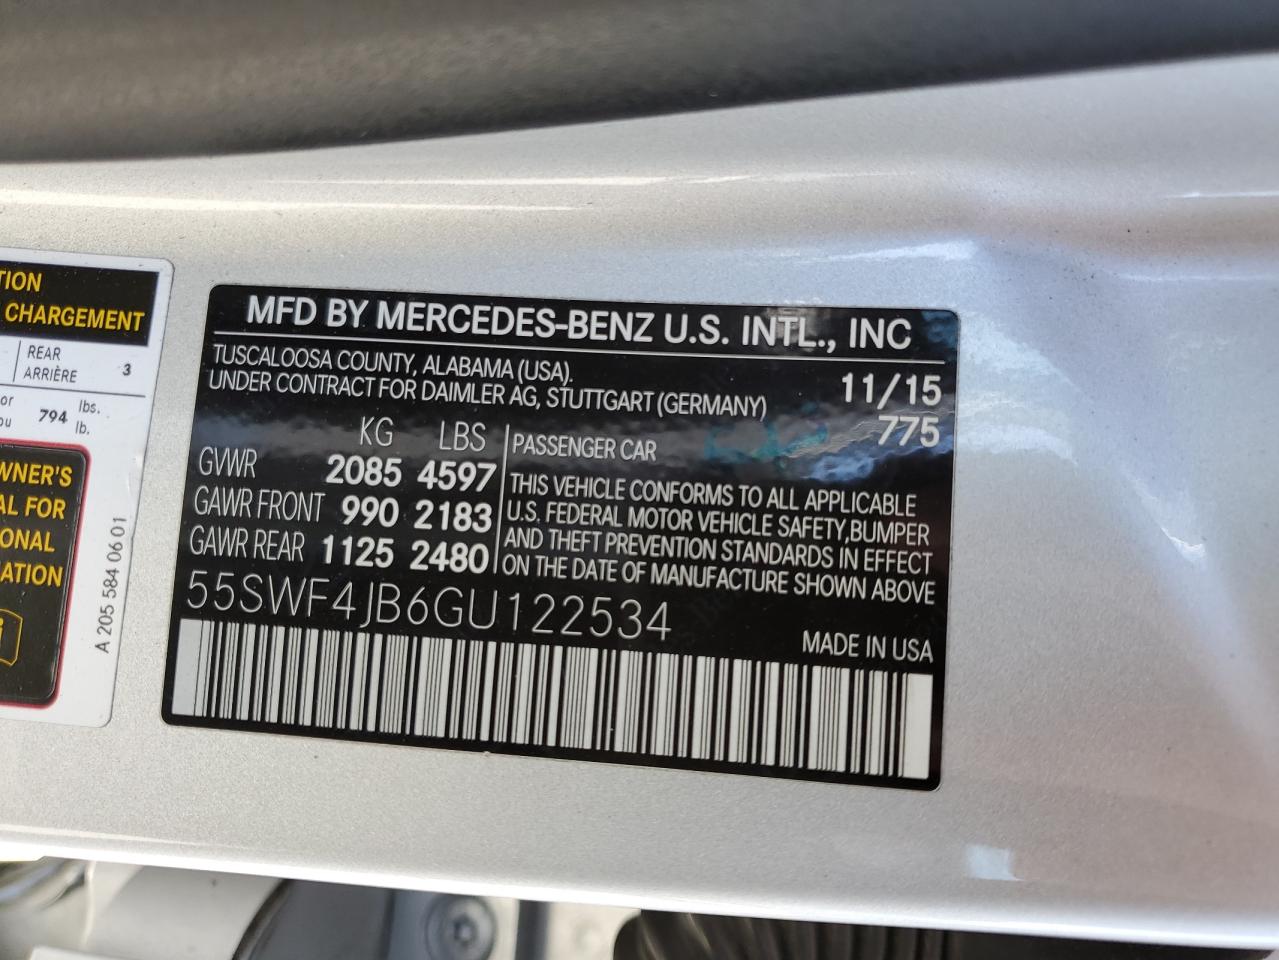 TION
CHARGEMENT
REAR
ARRIÈRE 3
or
ou 794 lbs.
lb.
WNER'S
AL FOR
ONAL
ATION
A 205 584 06 01
MFD BY MERCEDES-BENZ U.S. INTL., INC
TUSCALOOSA COUNTY, ALABAMA (USA).
UNDER CONTRACT FOR DAIMLER AG, STUTTGART (GERMANY)
11/15
775
KG LBS
GVWR 2085 4597
GAWR FRONT 990 2183
GAWR REAR 1125 2480
PASSENGER CAR
THIS VEHICLE CONFORMS TO ALL APPLICABLE
U.S. FEDERAL MOTOR VEHICLE SAFETY,BUMPER
AND THEFT PREVENTION STANDARDS IN EFFECT
ON THE DATE OF MANUFACTURE SHOWN ABOVE
55SWF4JB6GU122534
MADE IN USA